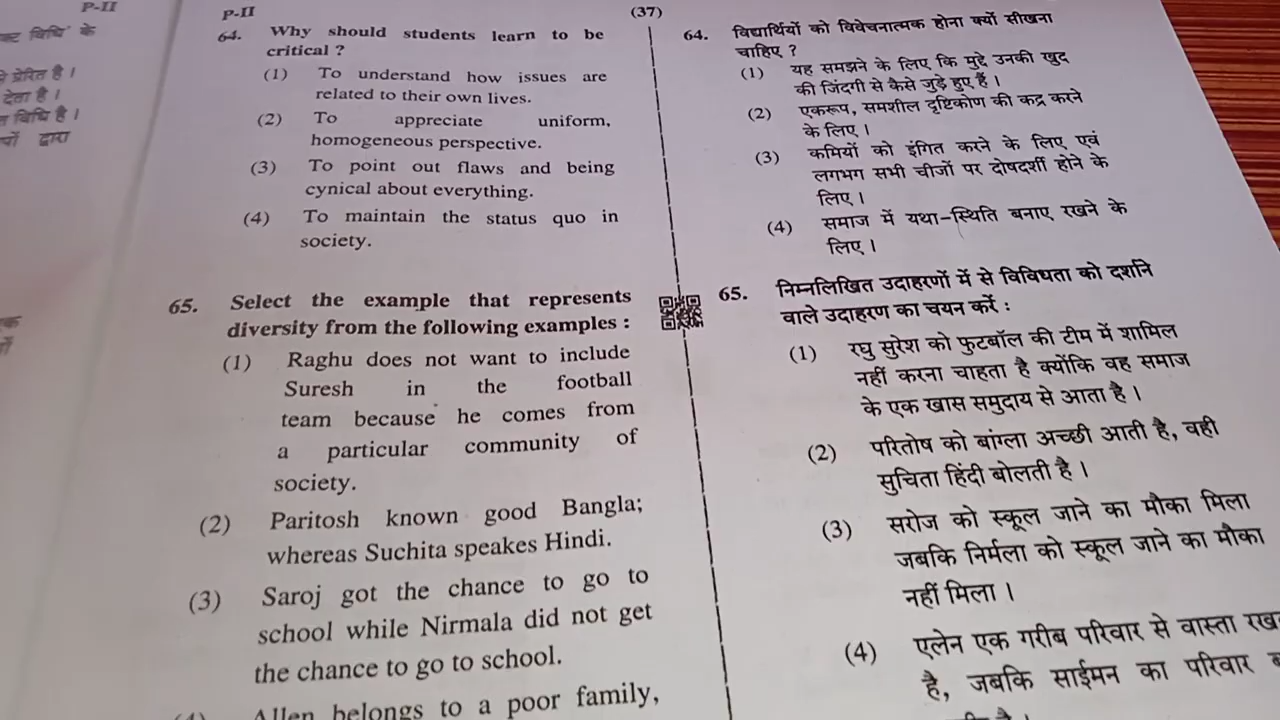 P-II
क्ट विधि' के
प्रेरित है ।
देता है ।
विधि है ।
द्वारा
P-II
(37)
64. Why should students learn to be
critical ?
(1) To understand how issues are
related to their own lives.
(2) To appreciate uniform,
homogeneous perspective.
(3) To point out flaws and being
cynical about everything.
(4) To maintain the status quo in
society.
65. Select the example that represents
diversity from the following examples :
(1) Raghu does not want to include
Suresh in the football
team because he comes from
a particular community of
society.
(2) Paritosh known good Bangla;
whereas Suchita speakes Hindi.
(3) Saroj got the chance to go to
school while Nirmala did not get
the chance to go to school.
(4) Allen belongs to a poor family,
64. विद्यार्थियों को विवेचनात्मक होना क्यों सीखना
चाहिए ?
(1) यह समझने के लिए कि मुद्दे उनकी खुद
की जिंदगी से कैसे जुड़े हुए हैं ।
(2) एकरूप, समशील दृष्टिकोण की कद्र करने
के लिए ।
(3) कमियों को इंगित करने के लिए एवं
लगभग सभी चीजों पर दोषदर्शी होने के
लिए ।
(4) समाज में यथा-स्थिति बनाए रखने के
लिए ।
65. निम्नलिखित उदाहरणों में से विविधता को दर्शाने
वाले उदाहरण का चयन करें :
(1) रघु सुरेश को फुटबॉल की टीम में शामिल
नहीं करना चाहता है क्योंकि वह समाज
के एक खास समुदाय से आता है ।
(2) परितोष को बांग्ला अच्छी आती है, वही
सुचिता हिंदी बोलती है ।
(3) सरोज को स्कूल जाने का मौका मिला
जबकि निर्मला को स्कूल जाने का मौका
नहीं मिला ।
(4) एलेन एक गरीब परिवार से वास्ता रख
है, जबकि साईमन का परिवार